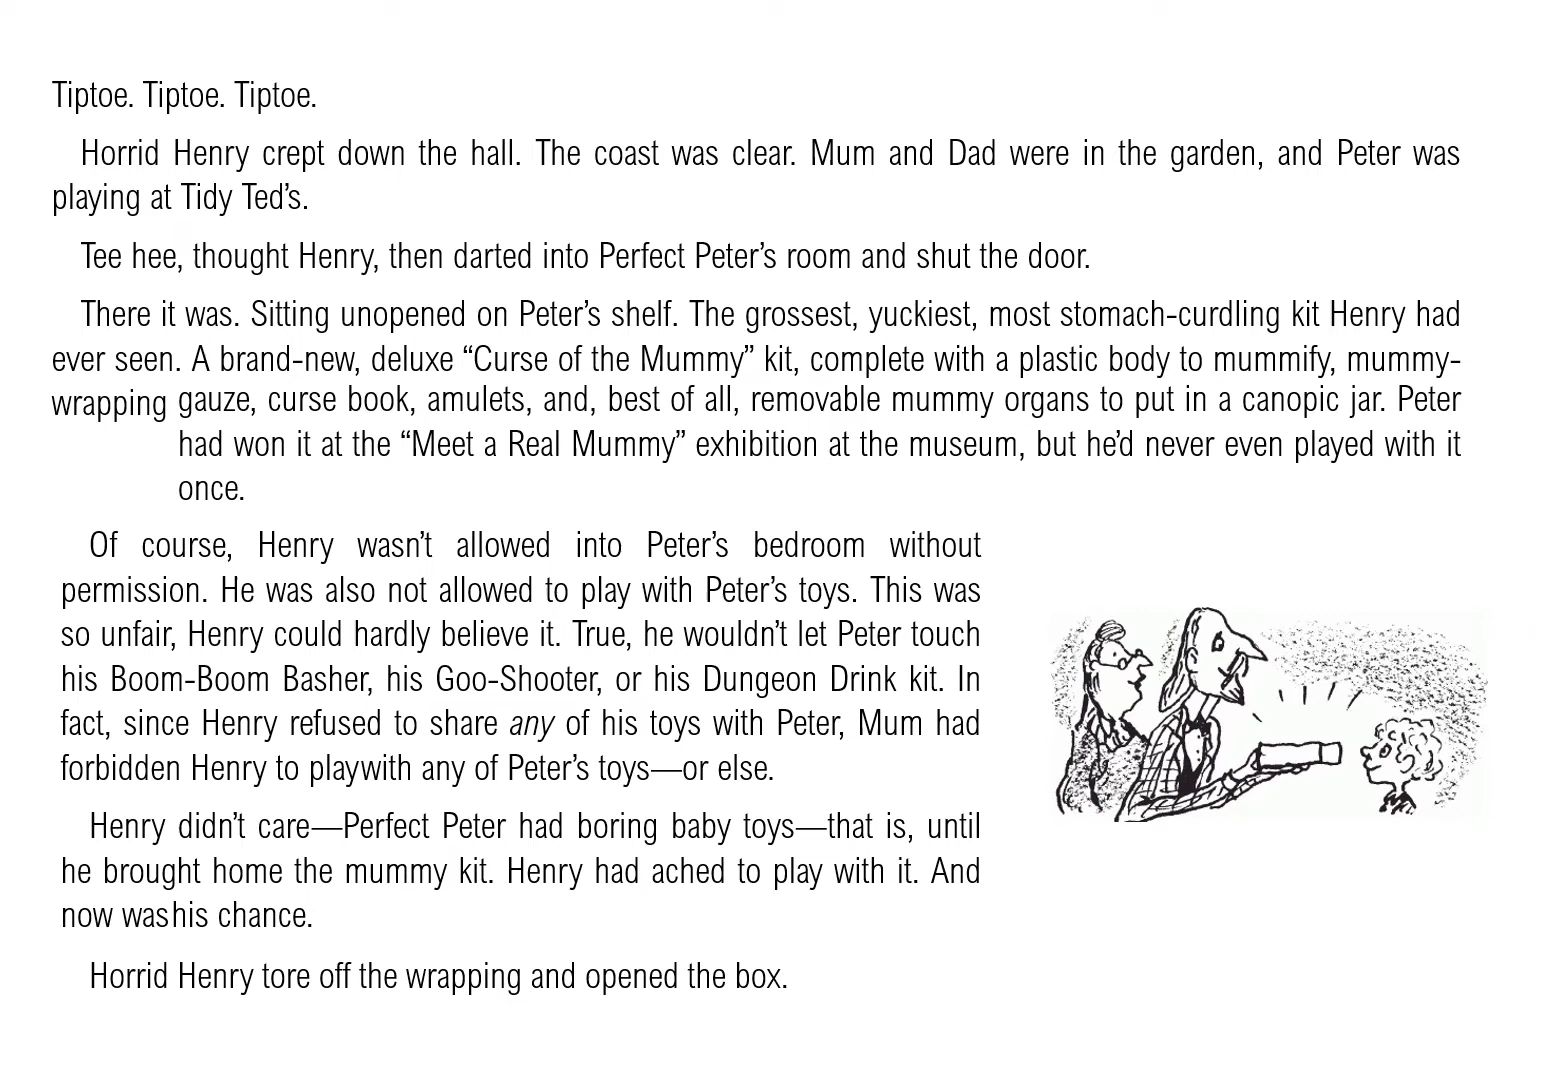 Tiptoe. Tiptoe. Tiptoe.
Horrid Henry crept down the hall. The coast was clear. Mum and Dad were in the garden, and Peter was
playing at Tidy Ted’s.
Tee hee, thought Henry, then darted into Perfect Peter’s room and shut the door.
There it was. Sitting unopened on Peter’s shelf. The grossest, yuckiest, most stomach-curdling kit Henry had
ever seen. A brand-new, deluxe “Curse of the Mummy” kit, complete with a plastic body to mummify, mummy-
wrapping gauze, curse book, amulets, and, best of all, removable mummy organs to put in a canopic jar. Peter
had won it at the “Meet a Real Mummy” exhibition at the museum, but he’d never even played with it
once.
Of course, Henry wasn’t allowed into Peter’s bedroom without
permission. He was also not allowed to play with Peter’s toys. This was
so unfair, Henry could hardly believe it. True, he wouldn’t let Peter touch
his Boom-Boom Basher, his Goo-Shooter, or his Dungeon Drink kit. In
fact, since Henry refused to share any of his toys with Peter, Mum had
forbidden Henry to playwith any of Peter’s toys—or else.
Henry didn’t care—Perfect Peter had boring baby toys—that is, until
he brought home the mummy kit. Henry had ached to play with it. And
now washis chance.
Horrid Henry tore off the wrapping and opened the box.